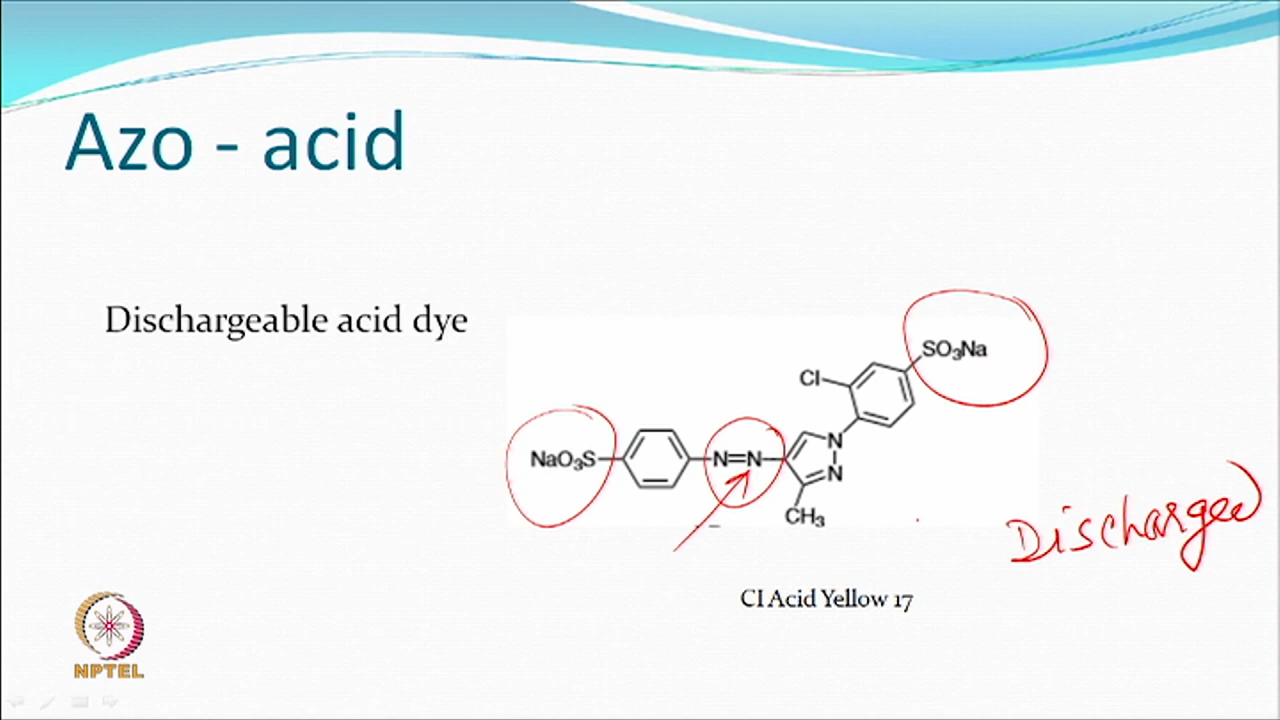 Azo - acid
Dischargeable acid dye
SO₃Na
Cl
N
NaO₃S
N=N
N
CH₃
Discharged
CI Acid Yellow 17
NPTEL